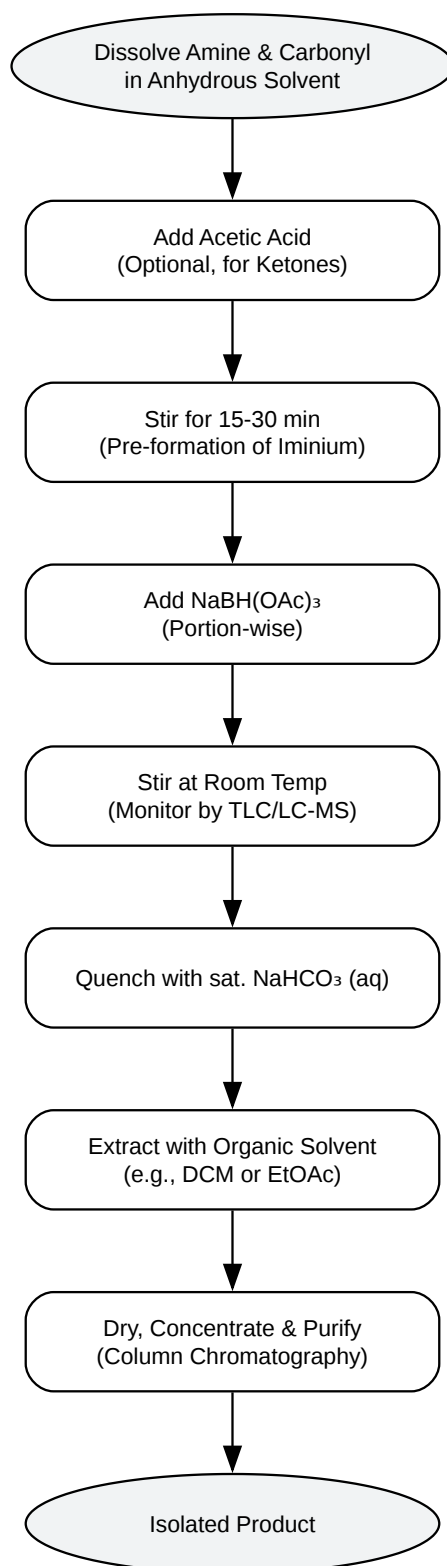 Dissolve Amine & Carbonyl
in Anhydrous Solvent
Add Acetic Acid
(Optional, for Ketones)
Stir for 15-30 min
(Pre-formation of Iminium)
Add NaBH(OAc)₃
(Portion-wise)
Stir at Room Temp
(Monitor by TLC/LC-MS)
Quench with sat. NaHCO₃ (aq)
Extract with Organic Solvent
(e.g., DCM or EtOAc)
Dry, Concentrate & Purify
(Column Chromatography)
Isolated Product